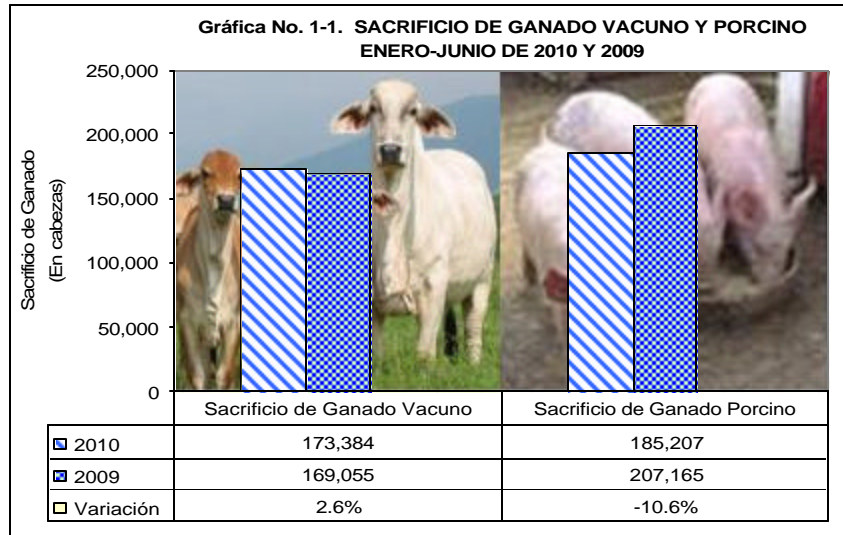 Gráfica No. 1-1. SACRIFICIO DE GANADO VACUNO Y PORCINO
ENERO-JUNIO DE 2010 Y 2009
Sacrificio de Ganado
(En cabezas)
250,000
200,000
150,000
100,000
50,000
0
Sacrificio de Ganado Vacuno Sacrificio de Ganado Porcino
2010 173,384 185,207
2009 169,055 207,165
Variación 2.6% -10.6%